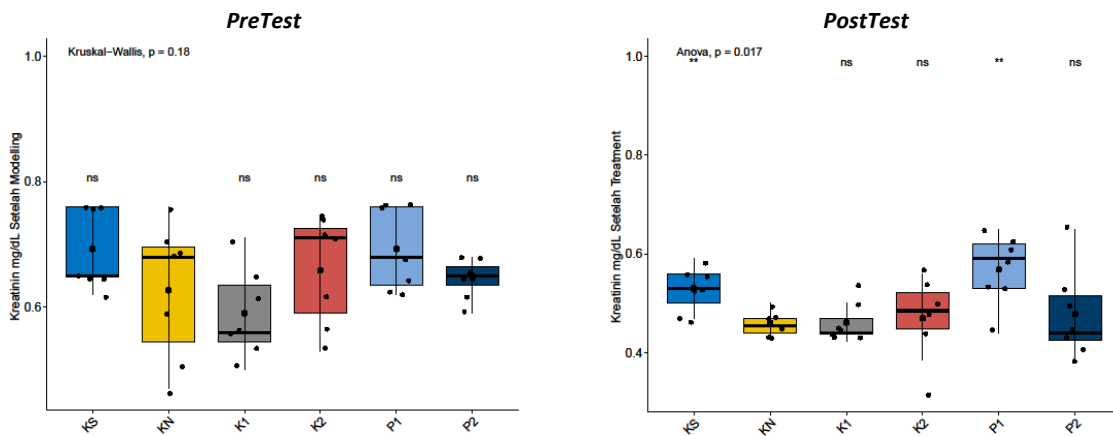 PreTest
Kruskal-Wallis, p = 0.18
Kreatinin mg/dL Setelah Modelling
1.0
0.8
0.6
ns
ns
ns
ns
ns
KS
KN
K1
K2
P1
P2
PostTest
Anova, p = 0.017
Kreatinin mg/dL Setelah Treatment
1.0
0.8
0.6
0.4
**
ns
ns
**
ns
KS
KN
K1
K2
P1
P2